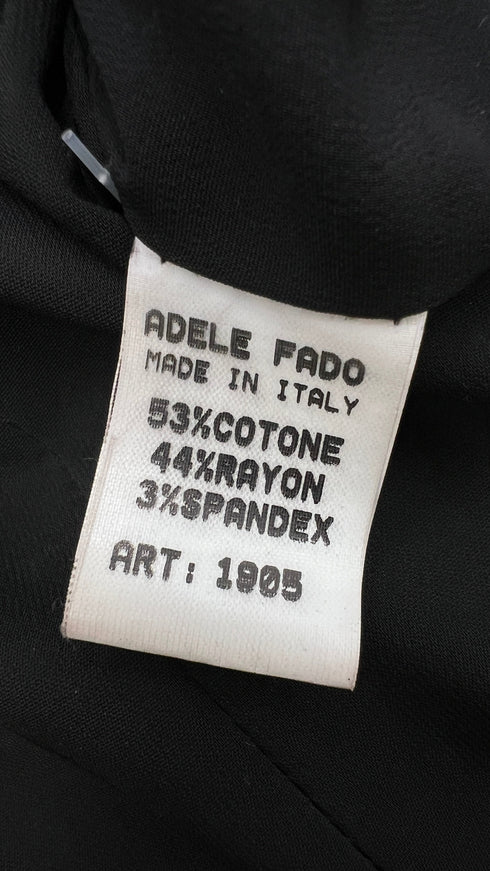 ADELE FADO
MADE IN ITALY
53%COTONE
44%RAYON
3%SPANDEX
ART: 1905